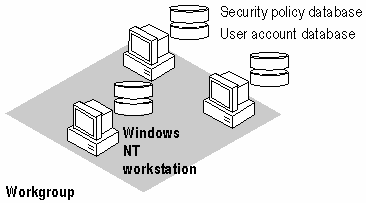 Security policy database
User account database
Windows
NT
workstation
Workgroup